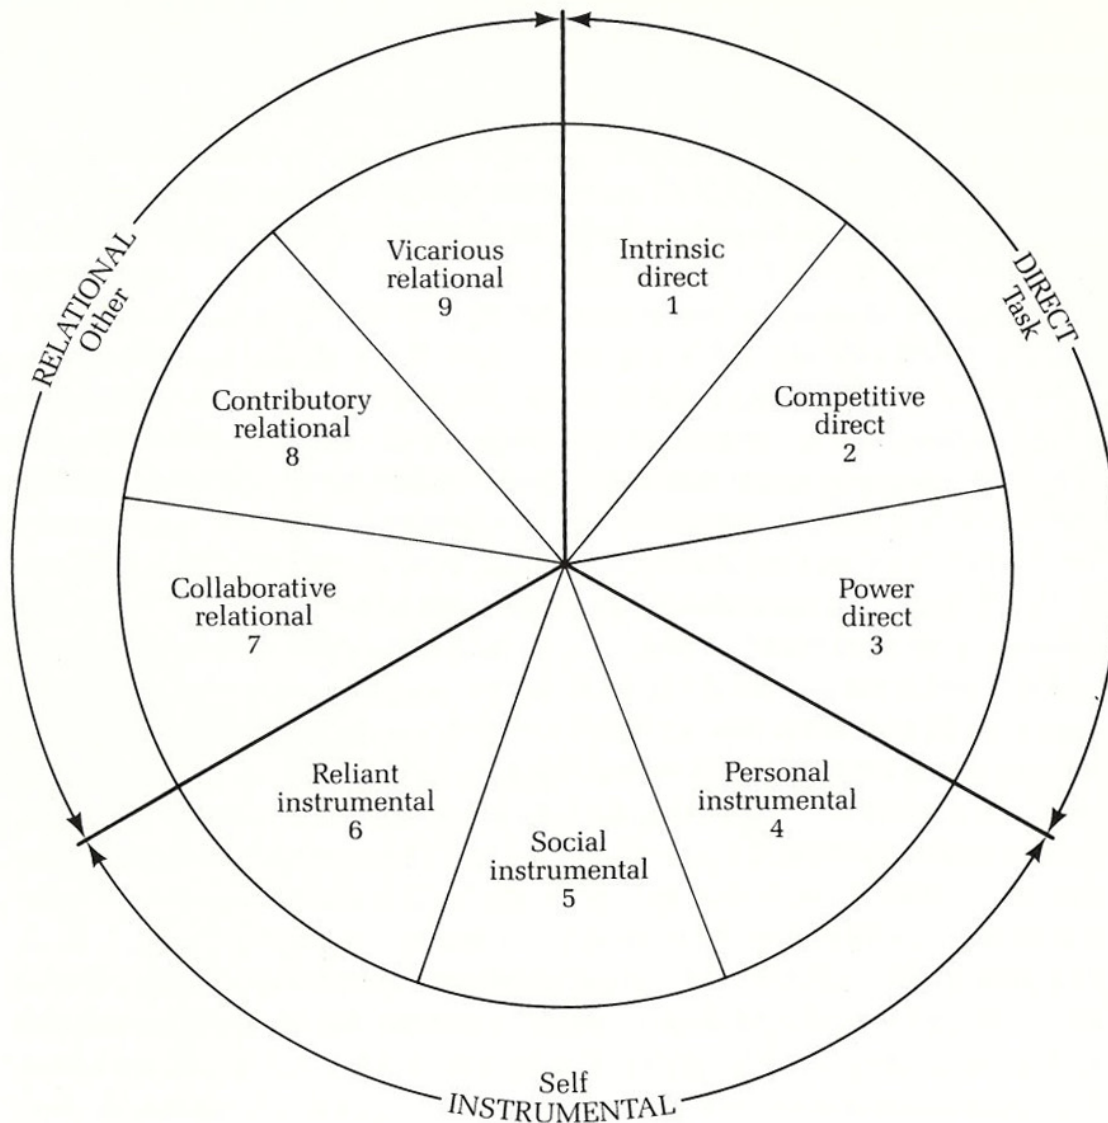 RELATIONAL
Other
DIRECT
Task
Vicarious
relational
9
Intrinsic
direct
1
Contributory
relational
8
Competitive
direct
2
Collaborative
relational
7
Power
direct
3
Reliant
instrumental
6
Personal
instrumental
4
Social
instrumental
5
Self
INSTRUMENTAL